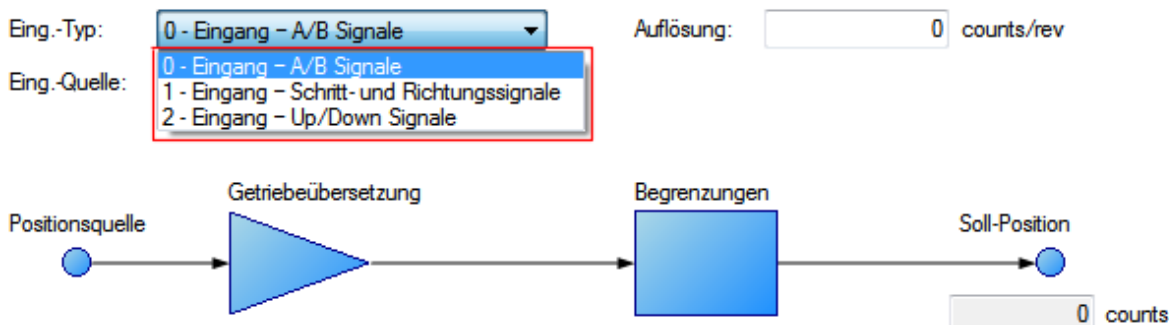 Eing.-Typ: 0 - Eingang – A/B Signale Auflösung: 0 counts/rev
0 - Eingang – A/B Signale
Eing.-Quelle:
1 - Eingang – Schritt- und Richtungssignale
2 - Eingang – Up/Down Signale
Getriebeübersetzung Begrenzungen
Positionsquelle Soll-Position
0 counts